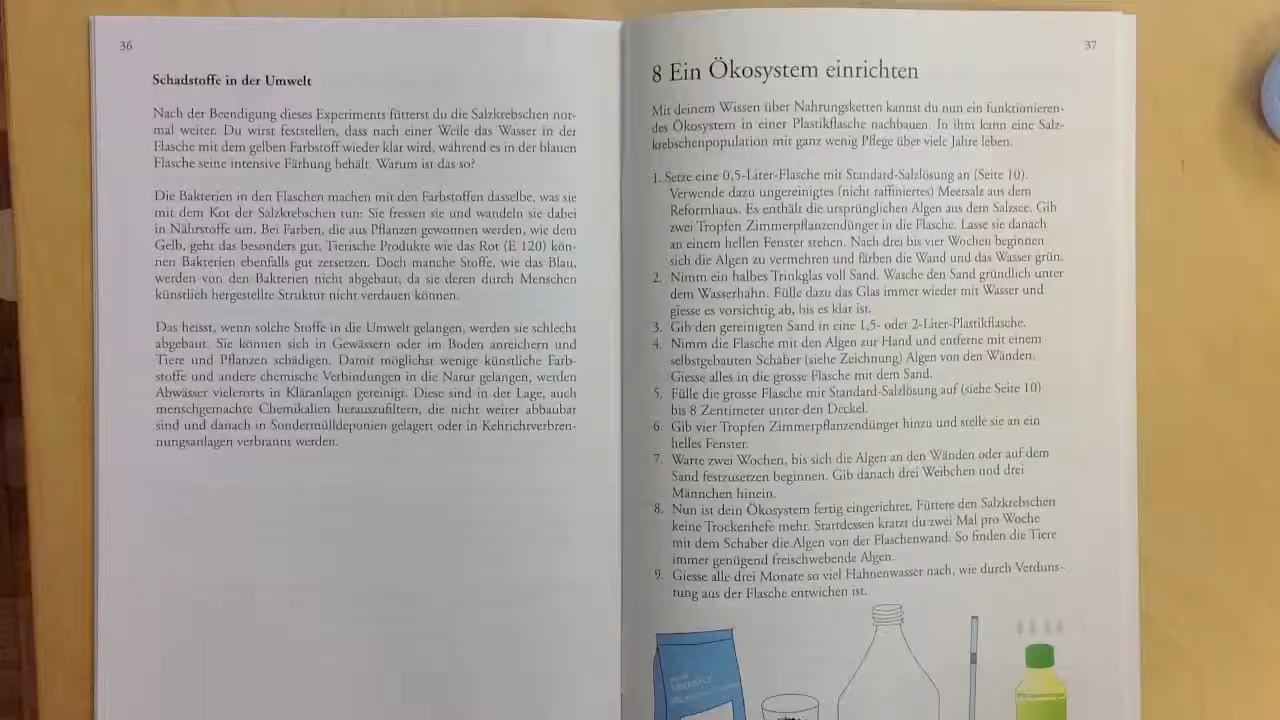 36
Schadstoffe in der Umwelt
Nach der Beendigung dieses Experiments fütterst du die Salzkrebschen nor-
mal weiter. Du wirst feststellen, dass nach einer Weile das Wasser in der
Flasche mit dem gelben Farbstoff wieder klar wird, während es in der blauen
Flasche seine intensive Färbung behält. Warum ist das so?
Die Bakterien in den Flaschen machen mit den Farbstoffen dasselbe, was sie
mit dem Kot der Salzkrebschen tun: Sie fressen sie und wandeln sie dabei
in Nährstoffe um. Bei Farben, die aus Pflanzen gewonnen werden, wie dem
Gelb, geht das besonders gut. Tierische Produkte wie das Rot (E 120) kön-
nen Bakterien ebenfalls gut zersetzen. Doch manche Stoffe, wie das Blau,
werden von den Bakterien nicht abgebaut, da sie deren durch Menschen
künstlich hergestellte Struktur nicht verdauen können.
Das heisst, wenn solche Stoffe in die Umwelt gelangen, werden sie schlecht
abgebaut. Sie können sich in Gewässern oder im Boden anreichern und
Tiere und Pflanzen schädigen. Damit möglichst wenige künstliche Farb-
stoffe und andere chemische Verbindungen in die Natur gelangen, werden
Abwässer vielerorts in Kläranlagen gereinigt. Diese sind in der Lage, auch
menschgemachte Chemikalien herauszufiltern, die nicht weiter abbaubar
sind und danach in Sondermülldeponien gelagert oder in Kehrichtverbren-
nungsanlagen verbrannt werden.
37
8 Ein Ökosystem einrichten
Mit deinem Wissen über Nahrungsketten kannst du nun ein funktionieren-
des Ökosystem in einer Plastikflasche nachbauen. In ihm kann eine Salz-
krebschenpopulation mit ganz wenig Pflege über viele Jahre leben.
1. Setze eine 0,5-Liter-Flasche mit Standard-Salzlösung an (Seite 10).
Verwende dazu ungereinigtes (nicht raffiniertes) Meersalz aus dem
Reformhaus. Es enthält die ursprünglichen Algen aus dem Salzsee. Gib
zwei Tropfen Zimmerpflanzendünger in die Flasche. Lasse sie danach
an einem hellen Fenster stehen. Nach drei bis vier Wochen beginnen
sich die Algen zu vermehren und färben die Wand und das Wasser grün.
2. Nimm ein halbes Trinkglas voll Sand. Wasche den Sand gründlich unter
dem Wasserhahn. Fülle dazu das Glas immer wieder mit Wasser und
giesse es vorsichtig ab, bis es klar ist.
3. Gib den gereinigten Sand in eine 1,5- oder 2-Liter-Plastikflasche.
4. Nimm die Flasche mit den Algen zur Hand und entferne mit einem
selbstgebauten Schaber (siehe Zeichnung) Algen von den Wänden.
Giesse alles in die grosse Flasche mit dem Sand.
5. Fülle die grosse Flasche mit Standard-Salzlösung auf (siehe Seite 10)
bis 8 Zentimeter unter den Deckel.
6. Gib vier Tropfen Zimmerpflanzendünger hinzu und stelle sie an ein
helles Fenster.
7. Warte zwei Wochen, bis sich die Algen an den Wänden oder auf dem
Sand festzusetzen beginnen. Gib danach drei Weibchen und drei
Männchen hinein.
8. Nun ist dein Ökosystem fertig eingerichtet. Füttere den Salzkrebschen
keine Trockenhefe mehr. Stattdessen kratzt du zwei Mal pro Woche
mit dem Schaber die Algen von der Flaschenwand. So finden die Tiere
immer genügend freischwebende Algen.
9. Giesse alle drei Monate so viel Hahnenwasser nach, wie durch Verduns-
tung aus der Flasche entwichen ist.